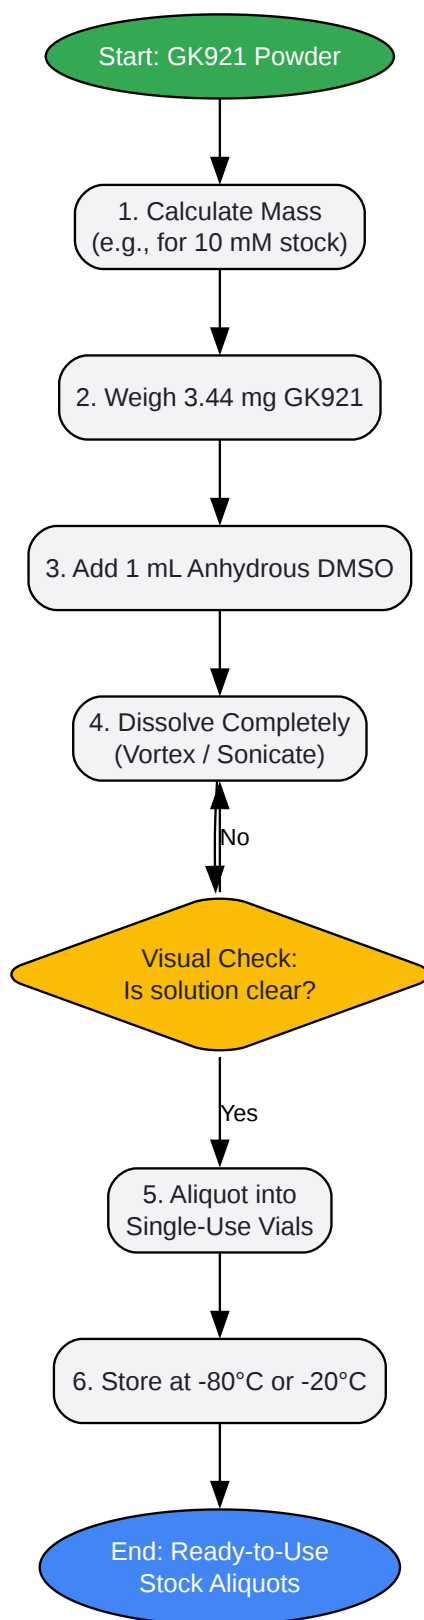 Start: GK921 Powder
1. Calculate Mass
(e.g., for 10 mM stock)
2. Weigh 3.44 mg GK921
3. Add 1 mL Anhydrous DMSO
4. Dissolve Completely
(Vortex / Sonicate)
No
Visual Check:
Is solution clear?
Yes
5. Aliquot into
Single-Use Vials
6. Store at -80°C or -20°C
End: Ready-to-Use
Stock Aliquots